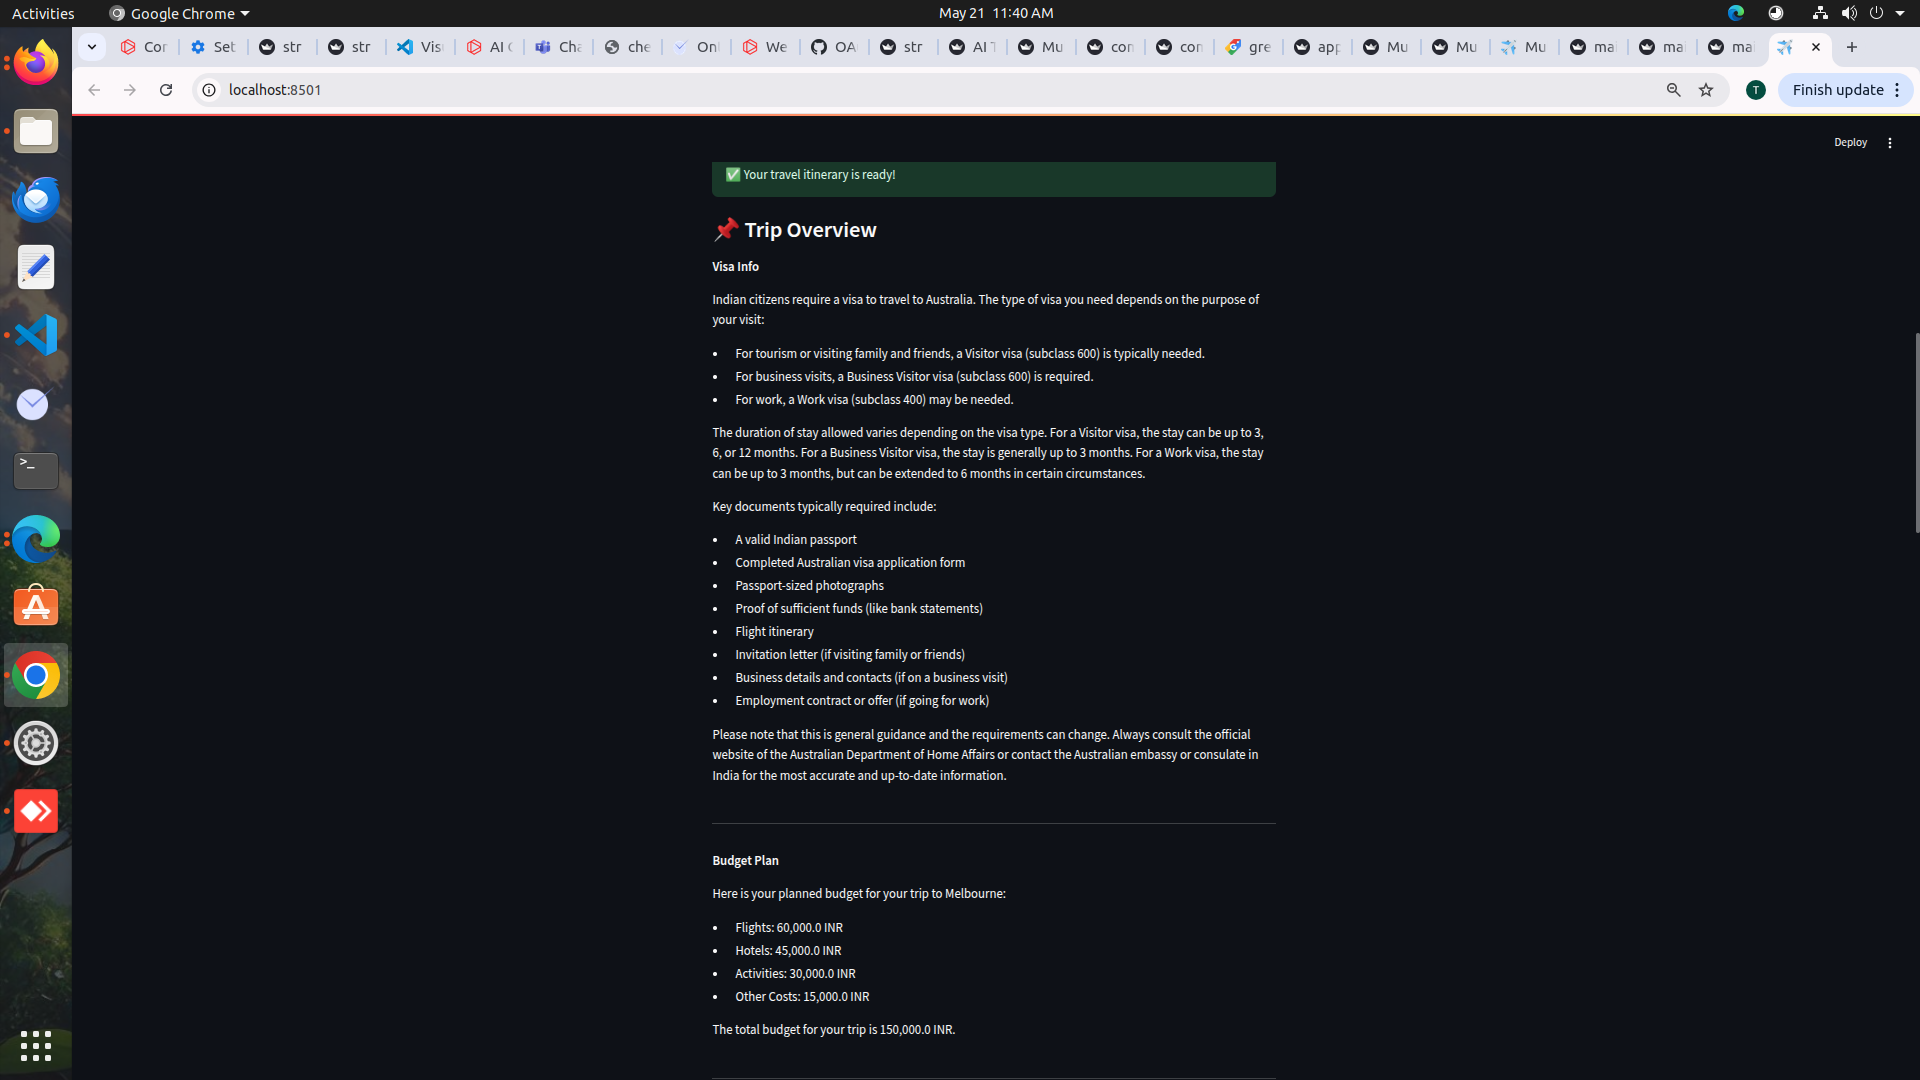 Activities
Google Chrome
May 21 11:40 AM
Cor
Set
str
str
Vis
AI C
Cha
che
Onl
We
OA
str
AI T
Mu
con
con
gre
app
Mu
Mu
Mu
mai
mai
mai
localhost:8501
T
Finish update
Deploy
✅ Your travel itinerary is ready!
📌 Trip Overview
Visa Info
Indian citizens require a visa to travel to Australia. The type of visa you need depends on the purpose of
your visit:
• For tourism or visiting family and friends, a Visitor visa (subclass 600) is typically needed.
• For business visits, a Business Visitor visa (subclass 600) is required.
• For work, a Work visa (subclass 400) may be needed.
The duration of stay allowed varies depending on the visa type. For a Visitor visa, the stay can be up to 3,
6, or 12 months. For a Business Visitor visa, the stay is generally up to 3 months. For a Work visa, the stay
can be up to 3 months, but can be extended to 6 months in certain circumstances.
Key documents typically required include:
• A valid Indian passport
• Completed Australian visa application form
• Passport-sized photographs
• Proof of sufficient funds (like bank statements)
• Flight itinerary
• Invitation letter (if visiting family or friends)
• Business details and contacts (if on a business visit)
• Employment contract or offer (if going for work)
Please note that this is general guidance and the requirements can change. Always consult the official
website of the Australian Department of Home Affairs or contact the Australian embassy or consulate in
India for the most accurate and up-to-date information.
Budget Plan
Here is your planned budget for your trip to Melbourne:
• Flights: 60,000.0 INR
• Hotels: 45,000.0 INR
• Activities: 30,000.0 INR
• Other Costs: 15,000.0 INR
The total budget for your trip is 150,000.0 INR.